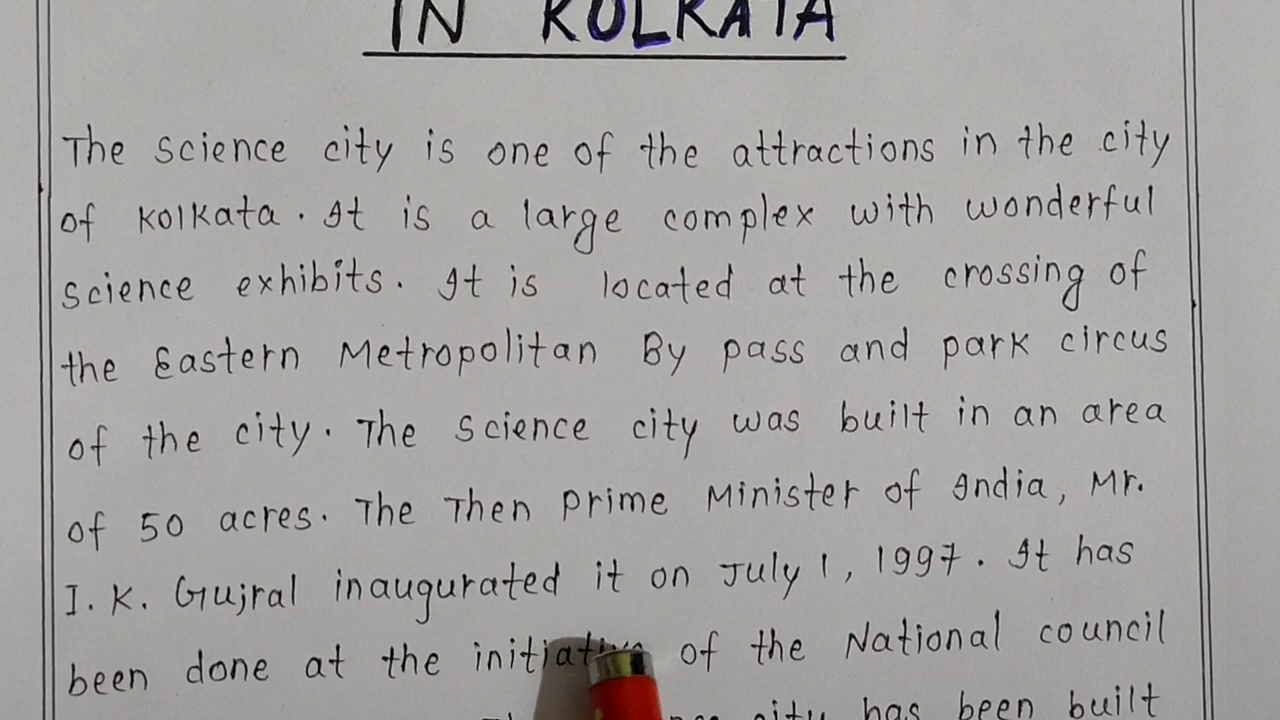 IN KOLKATA
The science city is one of the attractions in the city
of Kolkata. It is a large complex with wonderful
science exhibits. It is located at the crossing of
the Eastern Metropolitan By pass and park circus
of the city. The science city was built in an area
of 50 acres. The Then prime Minister of India, Mr.
I. K. Gujral inaugurated it on July 1, 1997. It has
been done at the initiative of the National council
city has been built